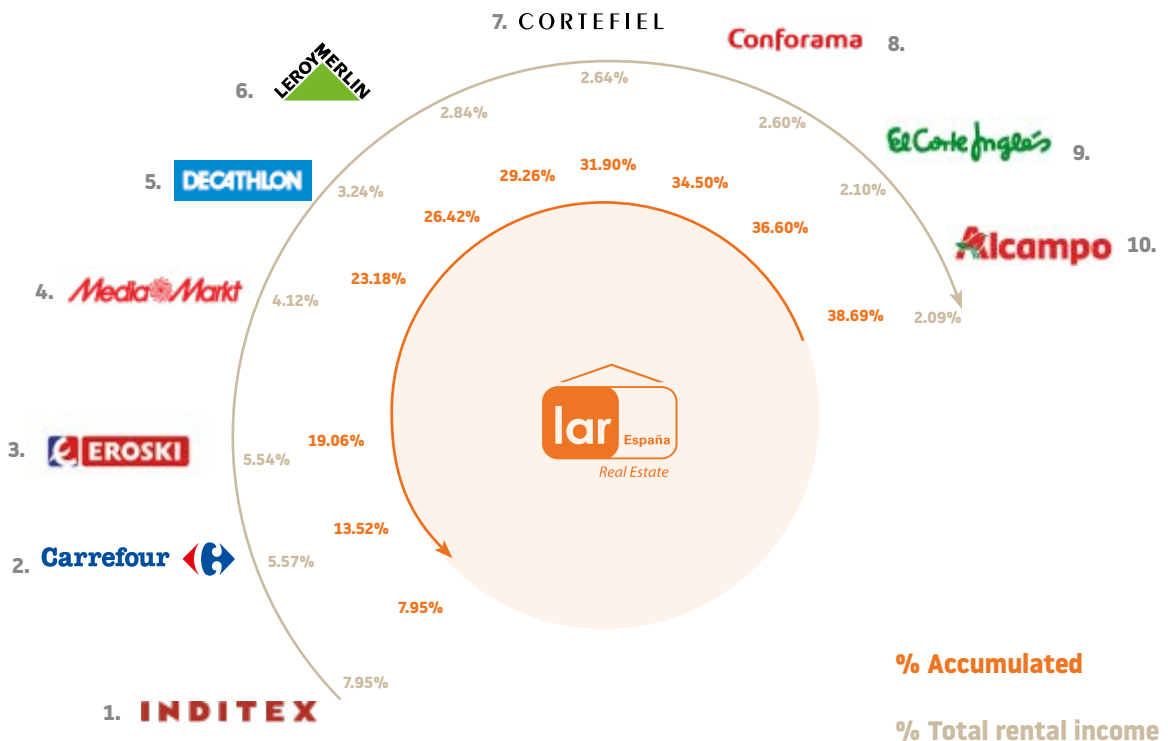 7. CORTEFIEL
Conforama 8.
6. LEROY MERLIN
2.64%
2.84%
2.60%
El Corte Inglés 9.
5. DECATHLON
3.24%
29.26%
31.90%
34.50%
2.10%
26.42%
36.60%
Alcampo 10.
4. Media Markt
4.12%
23.18%
38.69%
2.09%
lar
España
Real Estate
3. EROSKI
5.54%
19.06%
13.52%
2. Carrefour
5.57%
7.95%
% Accumulated
7.95%
1. INDITEX
% Total rental income